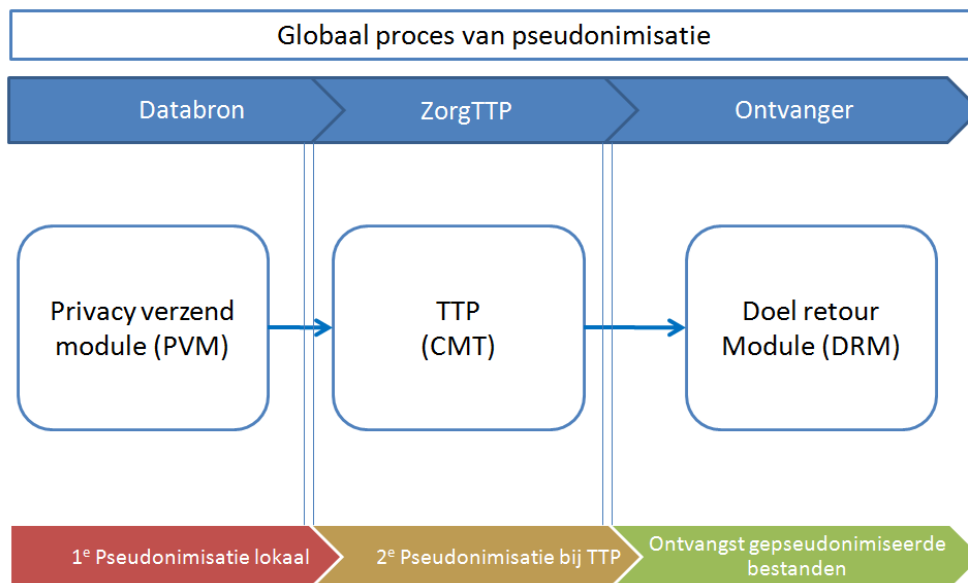 Globaal proces van pseudonimisatie
Databron
ZorgTTP
Ontvanger
Privacy verzend
module (PVM)
TTP
(CMT)
Doel retour
Module (DRM)
1e Pseudonimisatie lokaal
2e Pseudonimisatie bij TTP
Ontvangst gepseudonimiseerde
bestanden